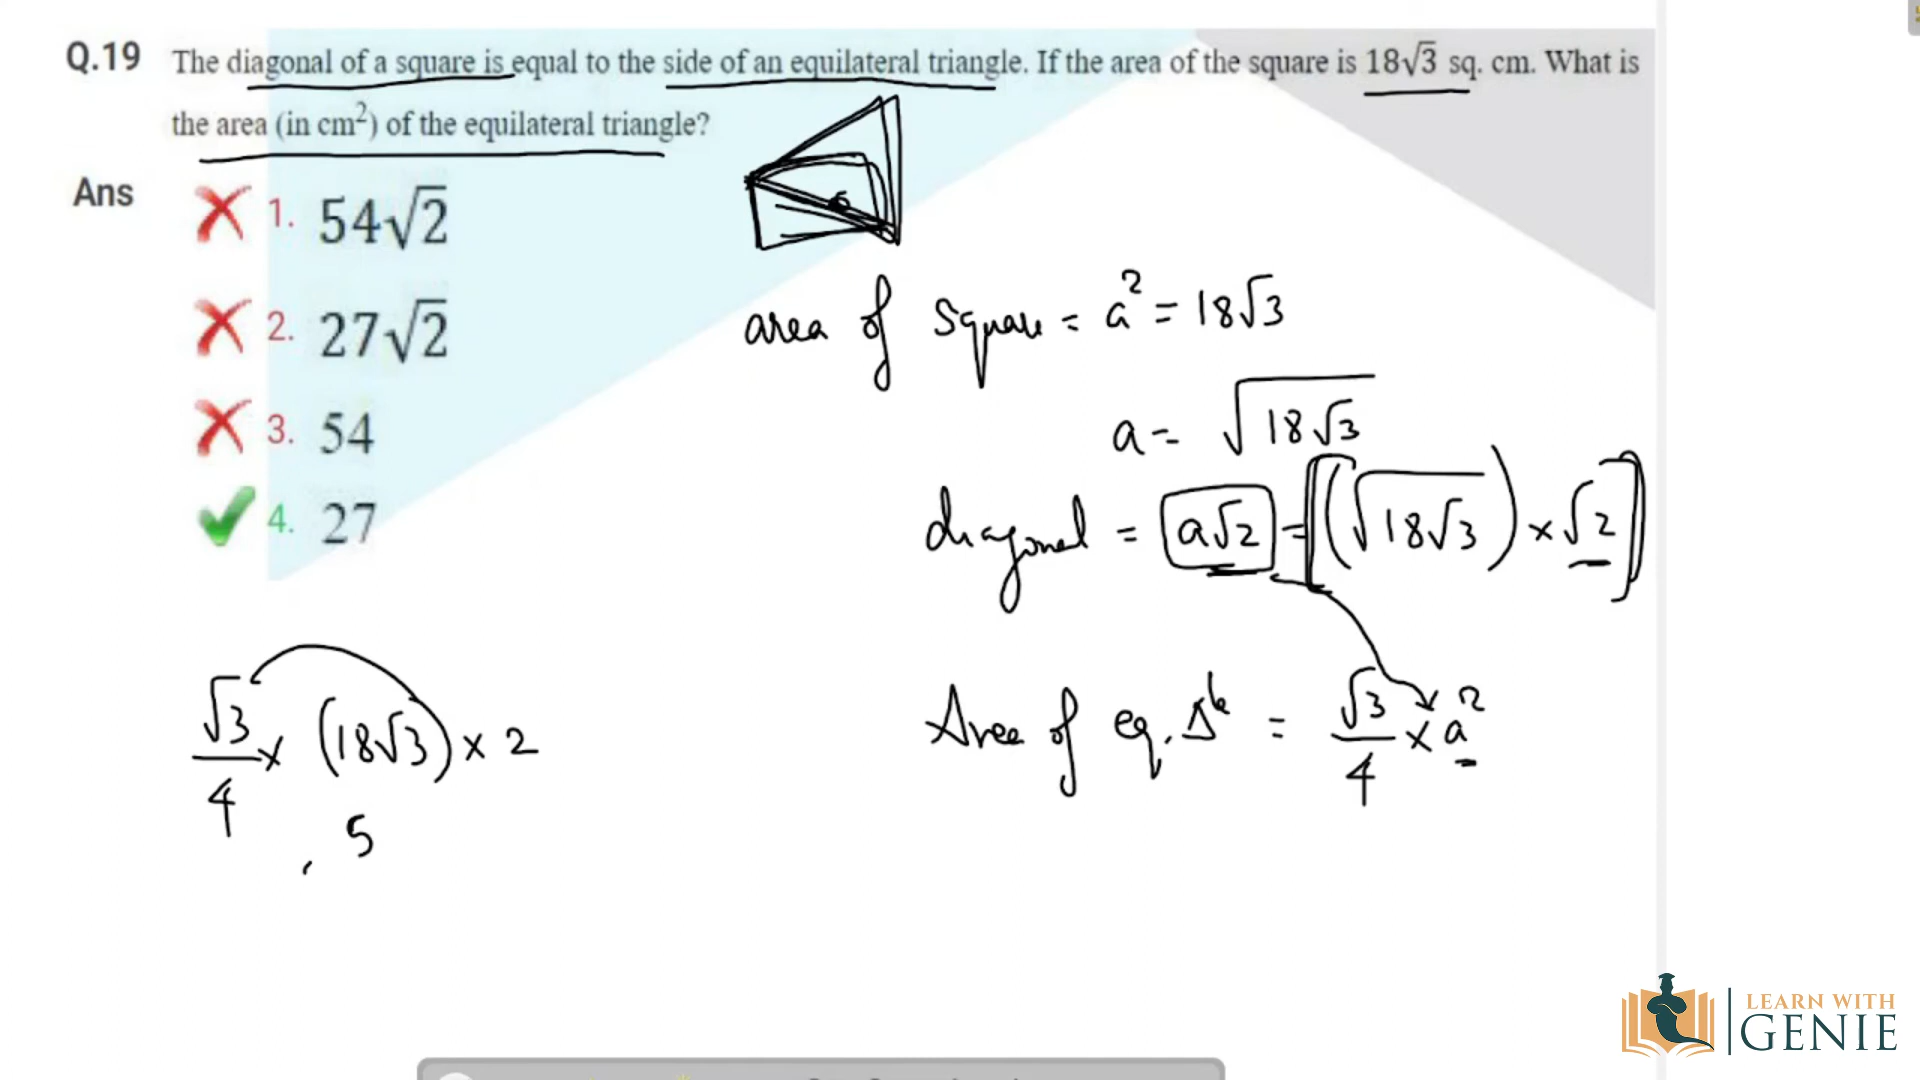 Q.19 The diagonal of a square is equal to the side of an equilateral triangle. If the area of the square is 18√3 sq. cm. What is
the area (in cm²) of the equilateral triangle?
Ans
1. 54√2
2. 27√2
3. 54
4. 27
area of square = a² = 18√3
a = √(18√3)
diagonal = a√2 = [(√(18√3)) × √2]
Area of eq. Δle = √3/4 × a²
√3/4 × (18√3) × 2
5
LEARN WITH
GENIE